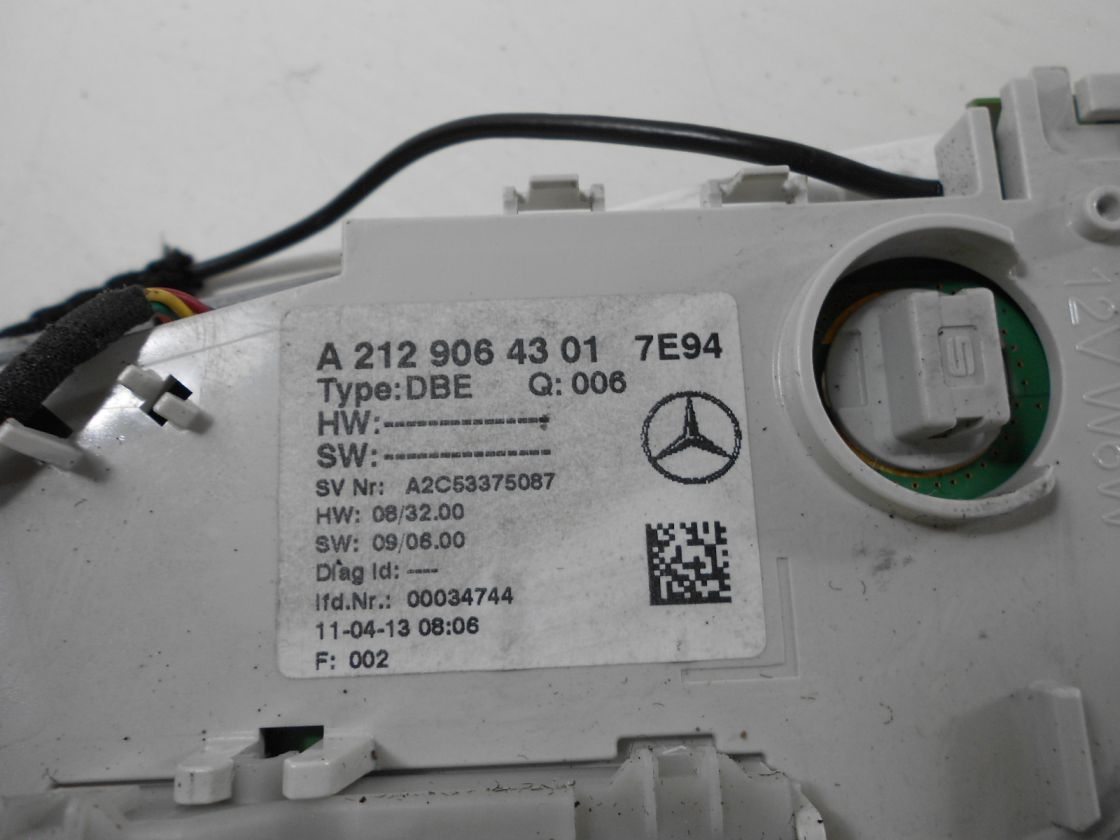 A 212 906 43 01 7E94
Type:DBE Q: 006
HW:---------------
SW:---------------
SV Nr: A2C53375087
HW: 08/32.00
SW: 09/06.00
Diag Id: ----
lfd.Nr.: 00034744
11-04-13 08:06
F: 002
12V W6W